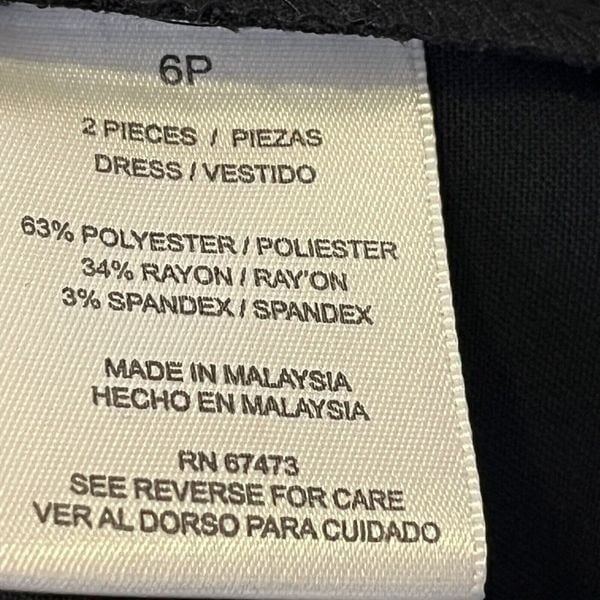 6P
2 PIECES / PIEZAS
DRESS / VESTIDO
63% POLYESTER / POLIESTER
34% RAYON / RAY'ON
3% SPANDEX / SPANDEX
MADE IN MALAYSIA
HECHO EN MALAYSIA
RN 67473
SEE REVERSE FOR CARE
VER AL DORSO PARA CUIDADO